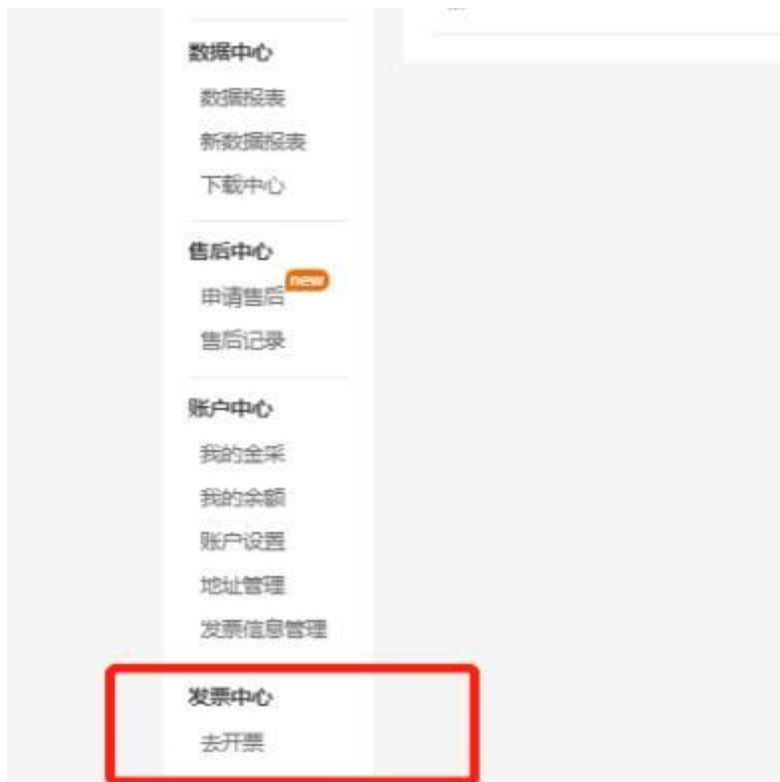 数据中心
数据报表
新数据报表
下载中心
售后中心
new
申请售后
售后记录
账户中心
我的金采
我的余额
账户设置
地址管理
发票信息管理
发票中心
去开票